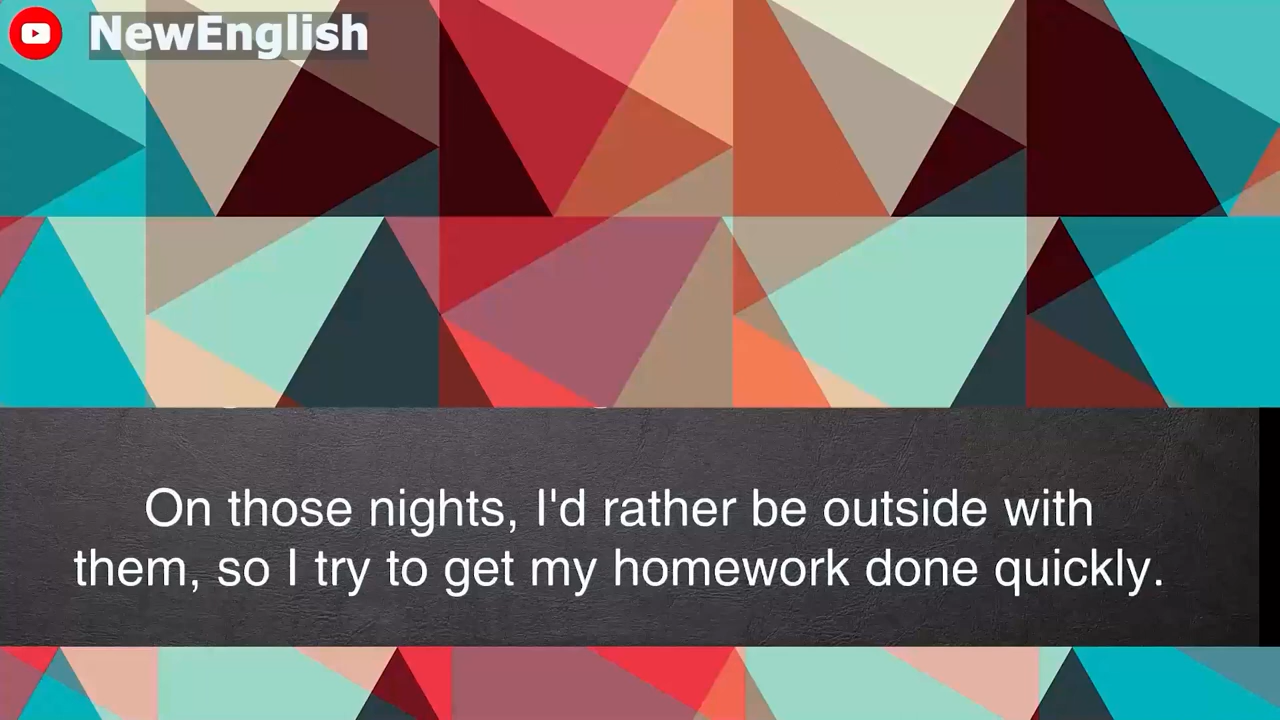 NewEnglish
On those nights, I'd rather be outside with
them, so I try to get my homework done quickly.